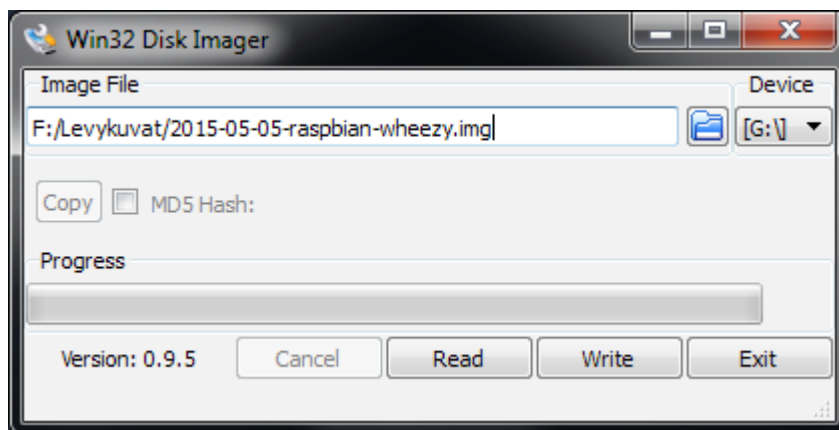 Win32 Disk Imager
Image File
Device
F:/Levykuvat/2015-05-05-raspbian-wheezy.img
[G:\]
Copy
MD5 Hash:
Progress
Version: 0.9.5
Cancel
Read
Write
Exit